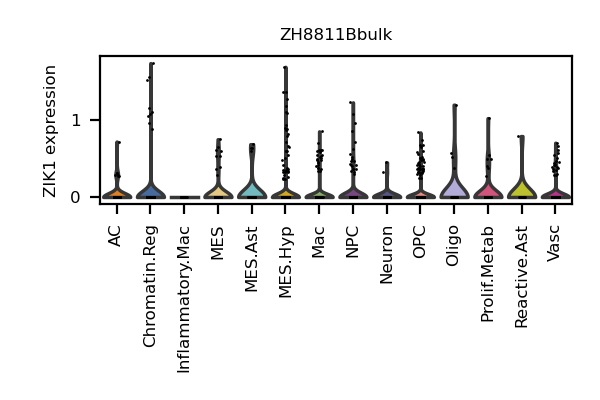 ZH8811Bbulk
ZIK1 expression
1
0
AC
Chromatin.Reg
Inflammatory.Mac
MES
MES.Ast
MES.Hyp
Mac
NPC
Neuron
OPC
Oligo
Prolif.Metab
Reactive.Ast
Vasc